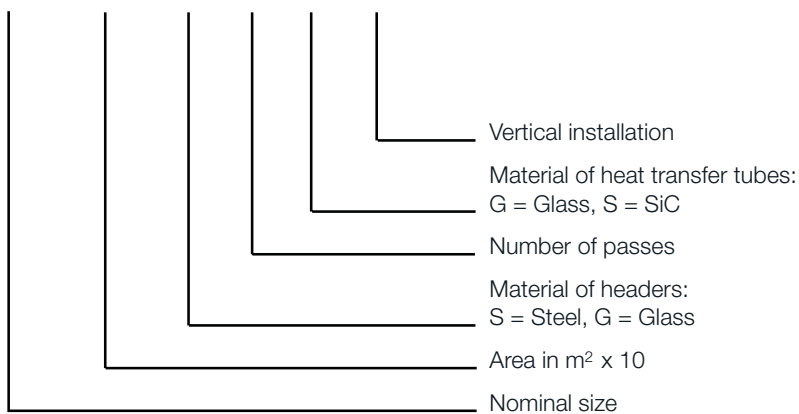 Vertical installation
Material of heat transfer tubes:
G = Glass, S = SiC
Number of passes
Material of headers:
S = Steel, G = Glass
Area in m² x 10
Nominal size